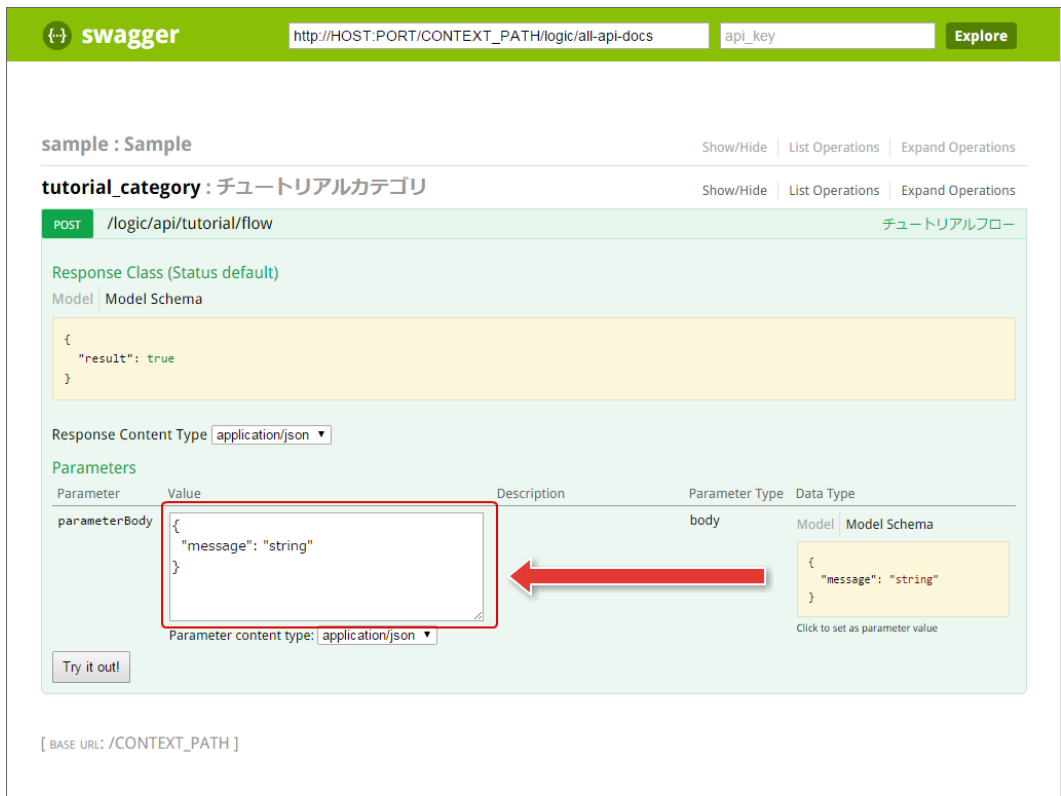 {···} swagger http://HOST:PORT/CONTEXT_PATH/logic/all-api-docs api_key Explore
sample : Sample Show/Hide List Operations Expand Operations
tutorial_category : チュートリアルカテゴリ Show/Hide List Operations Expand Operations
POST /logic/api/tutorial/flow チュートリアルフロー
Response Class (Status default)
Model Model Schema
{
"result": true
}
Response Content Type application/json
Parameters
Parameter Value Description Parameter Type Data Type
parameterBody
{
"message": "string"
}
body
Model Model Schema
{
"message": "string"
}
Click to set as parameter value
Parameter content type: application/json
Try it out!
[ BASE URL: /CONTEXT_PATH ]